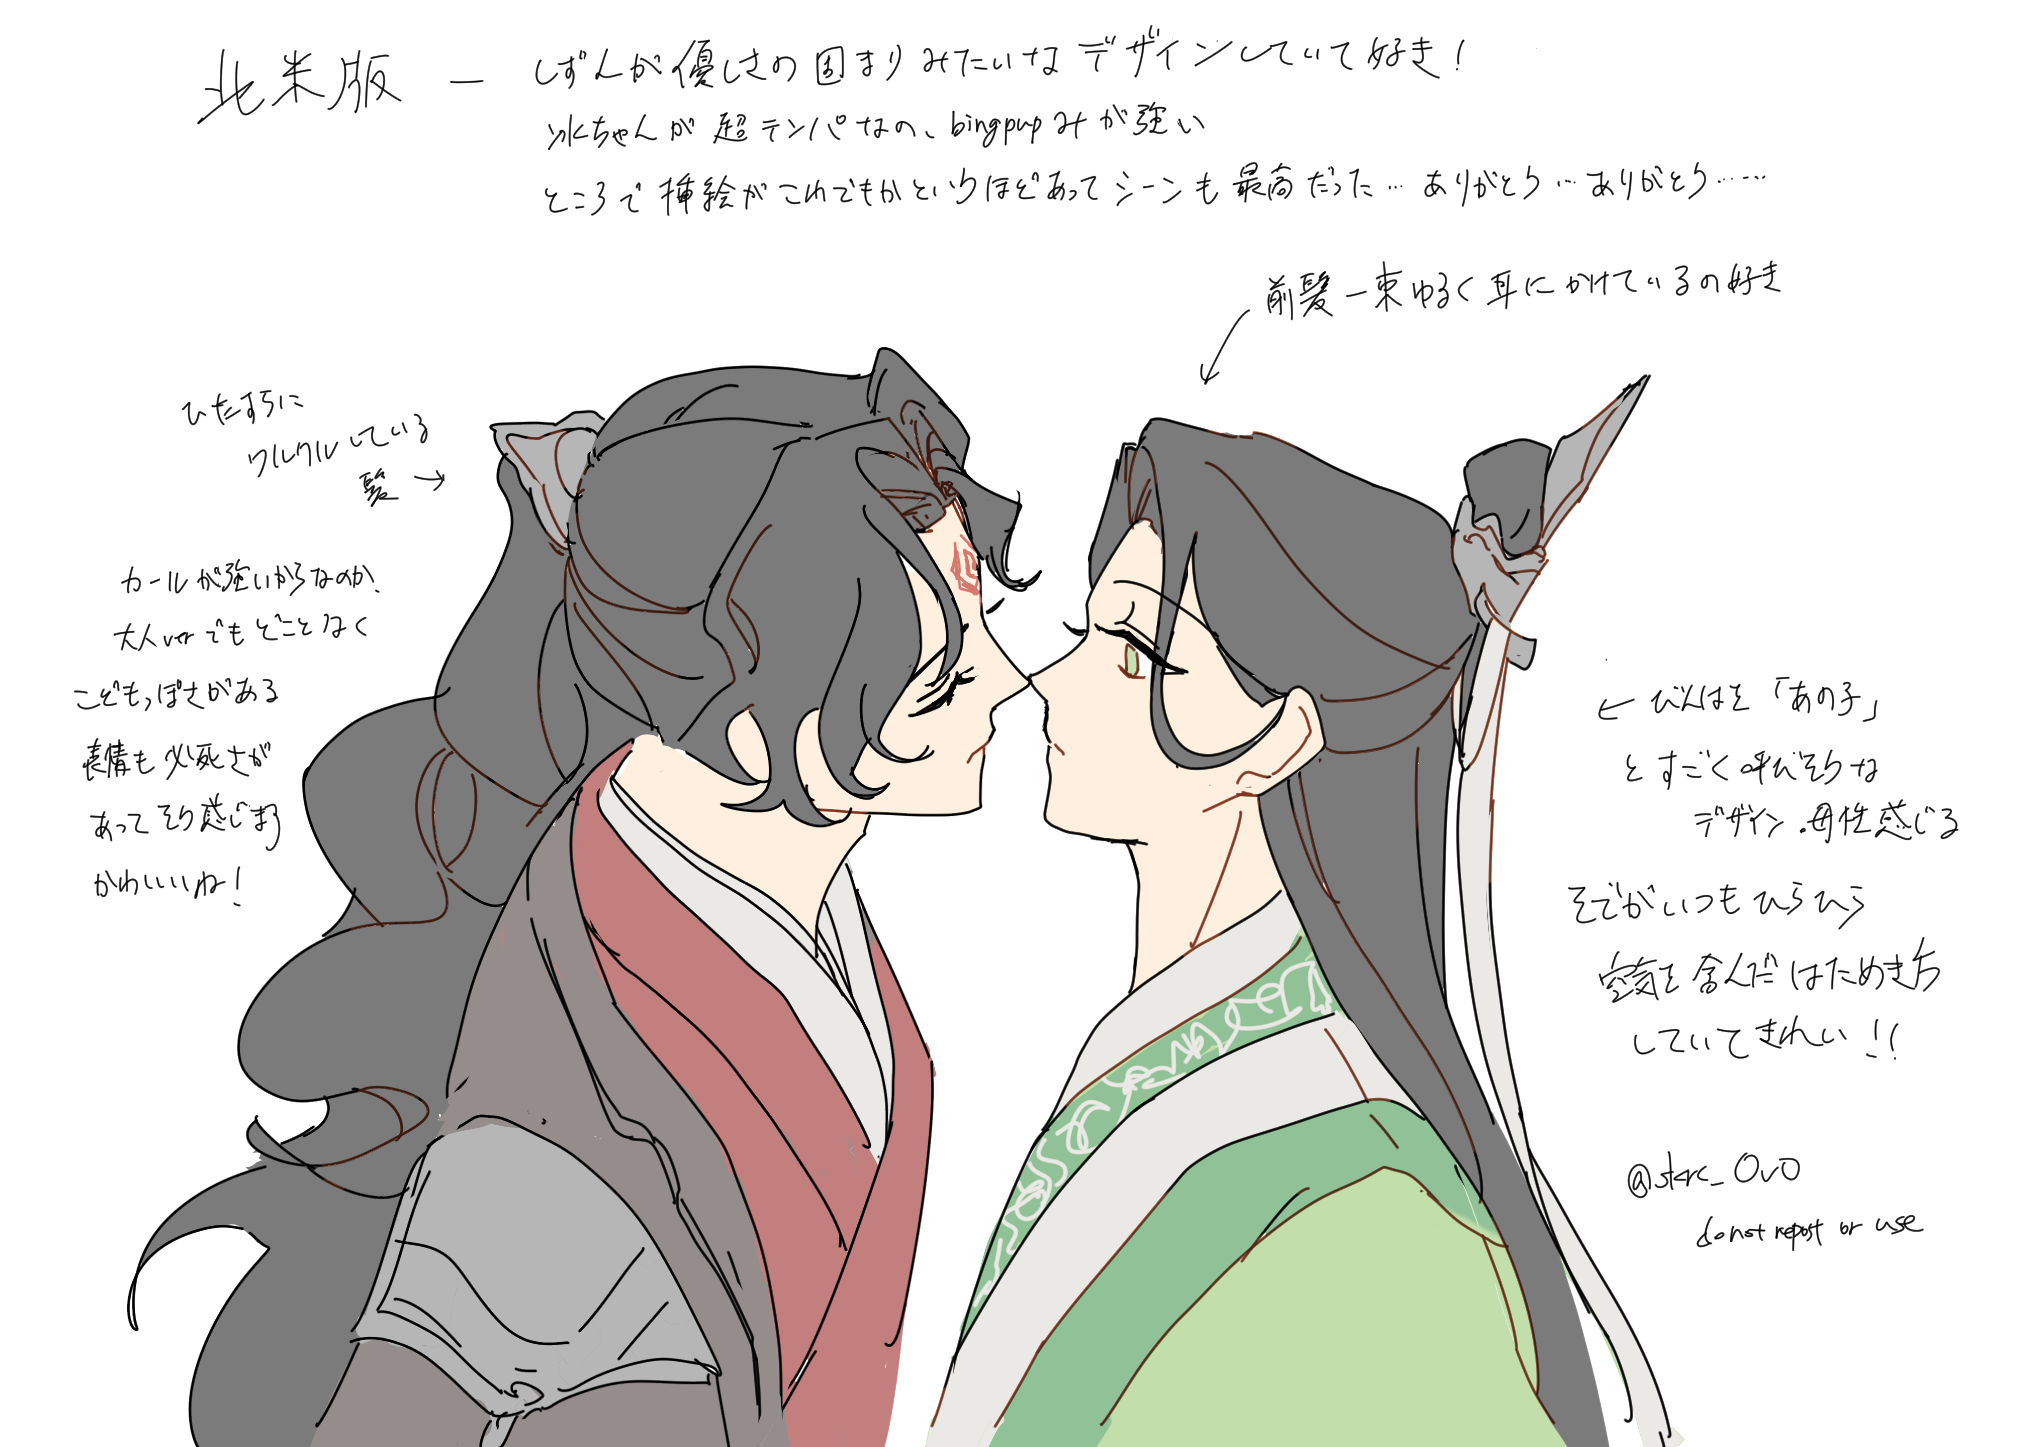 北米版 ー しずんが優しさの固まりみたいなデザインしていて好き!
冰ちゃんが超テンパなの、bingpupみが強い
ところで挿絵がこれでもかというほどあってシーンも最高だった…ありがとう…ありがとう……
前髪一束ゆるく耳にかけているの好き
ひたすらに
クルクルしている
髪→
カールが強いからなのか、
大人verでもどことなく
こどもっぽさがある
表情も必死さが
あってそう感じまう
かわいいね!
← びんはを「あの子」
とすごく呼びそうな
デザイン。母性感じる
そでがいつもひらひら
空気を含んだはためき方
していてきれい!!
@starc_OvO
do not repost or use